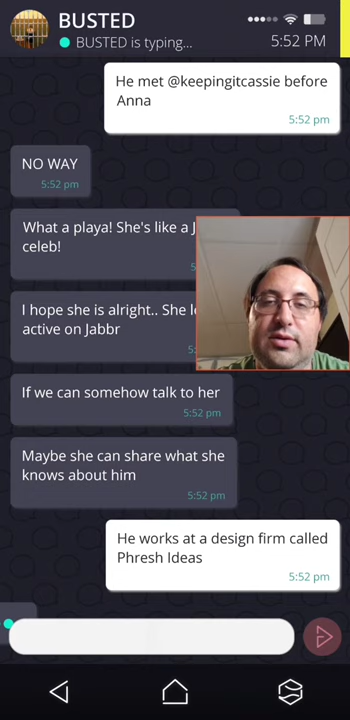 BUSTED
BUSTED is typing...
5:52 PM
He met @keepingitcassie before
Anna
5:52 pm
NO WAY
5:52 pm
What a playa! She's like a
celeb!
I hope she is alright.. She
active on Jabbr
If we can somehow talk to her
5:52 pm
Maybe she can share what she
knows about him
5:52 pm
He works at a design firm called
Phresh Ideas
5:52 pm